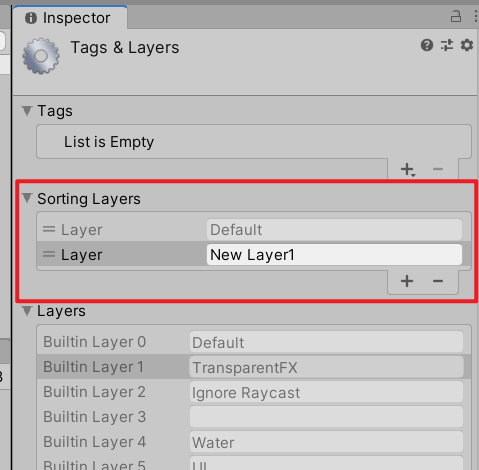 Inspector
Tags & Layers
Tags
List is Empty
Sorting Layers
Layer Default
Layer New Layer1
Layers
Builtin Layer 0 Default
Builtin Layer 1 TransparentFX
Builtin Layer 2 Ignore Raycast
Builtin Layer 3
Builtin Layer 4 Water
Builtin Layer 5 UI